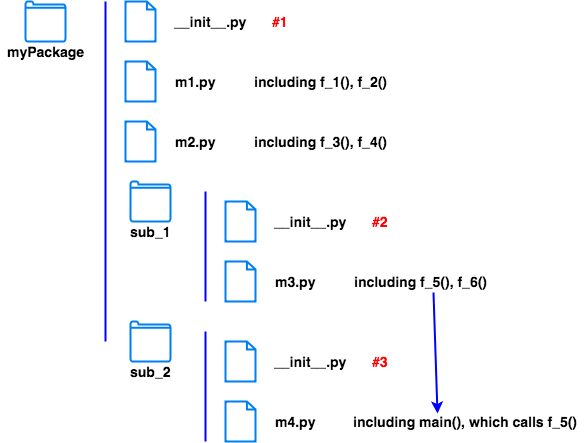 __init__.py #1
myPackage
m1.py including f_1(), f_2()
m2.py including f_3(), f_4()
sub_1
__init__.py #2
m3.py including f_5(), f_6()
sub_2
__init__.py #3
m4.py including main(), which calls f_5()